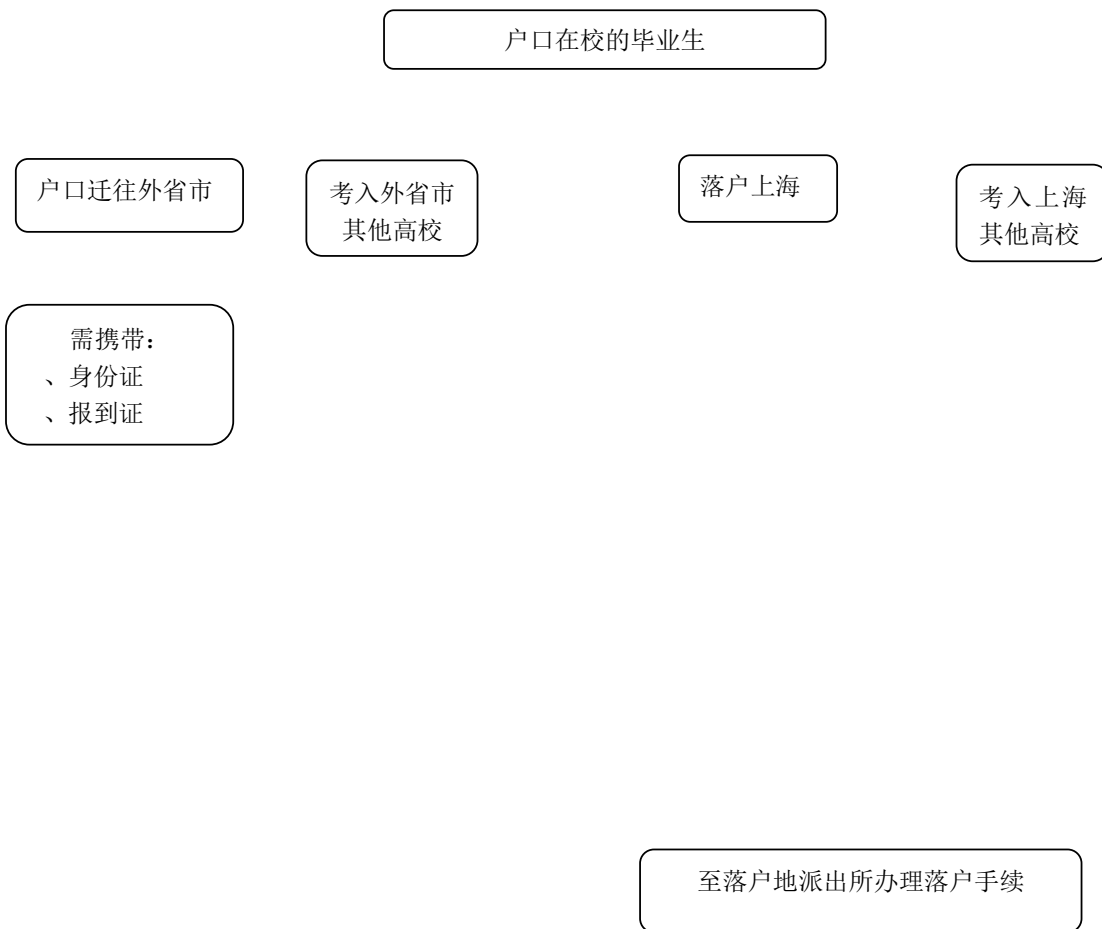 户口在校的毕业生
户口迁往外省市
考入外省市
其他高校
落户上海
考入上海
其他高校
需携带：
、身份证
、报到证
至落户地派出所办理落户手续